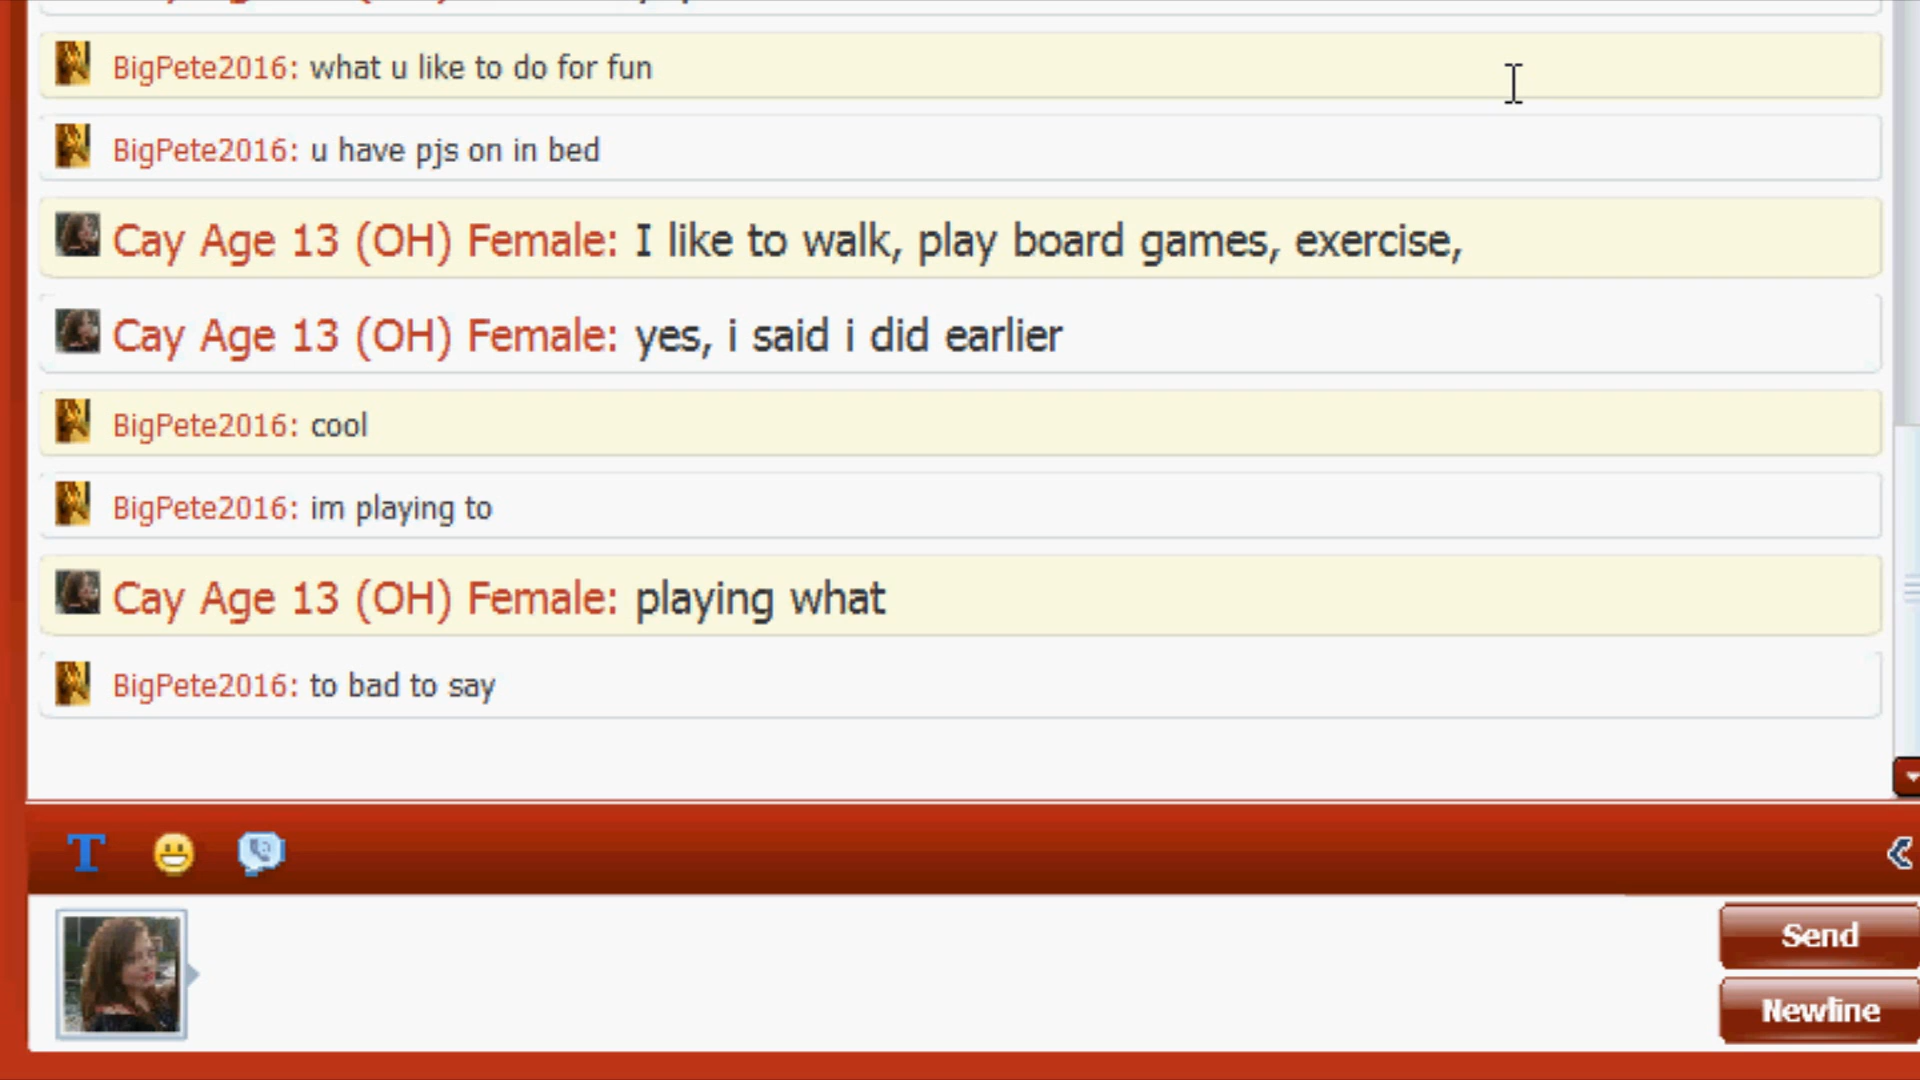 BigPete2016: what u like to do for fun
BigPete2016: u have pjs on in bed
Cay Age 13 (OH) Female: I like to walk, play board games, exercise,
Cay Age 13 (OH) Female: yes, i said i did earlier
BigPete2016: cool
BigPete2016: im playing to
Cay Age 13 (OH) Female: playing what
BigPete2016: to bad to say
T
Send
Newline